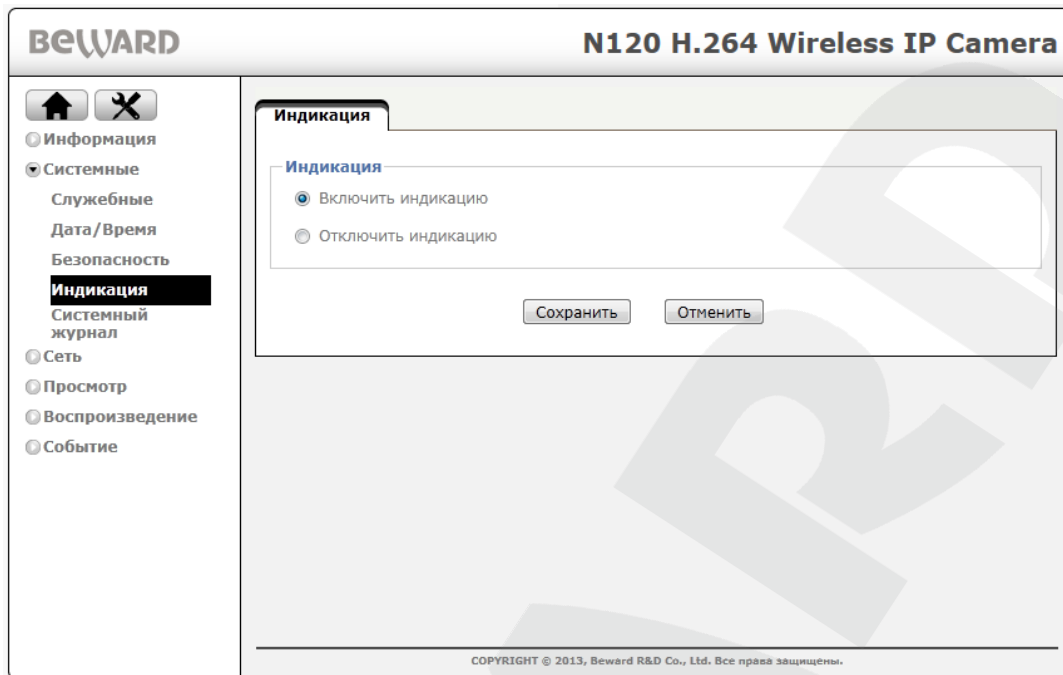 BEWARD
N120 H.264 Wireless IP Camera
Информация
Системные
Служебные
Дата/Время
Безопасность
Индикация
Системный
журнал
Сеть
Просмотр
Воспроизведение
Событие
Индикация
Индикация
Включить индикацию
Отключить индикацию
Сохранить
Отменить
COPYRIGHT © 2013, Beward R&D Co., Ltd. Все права защищены.